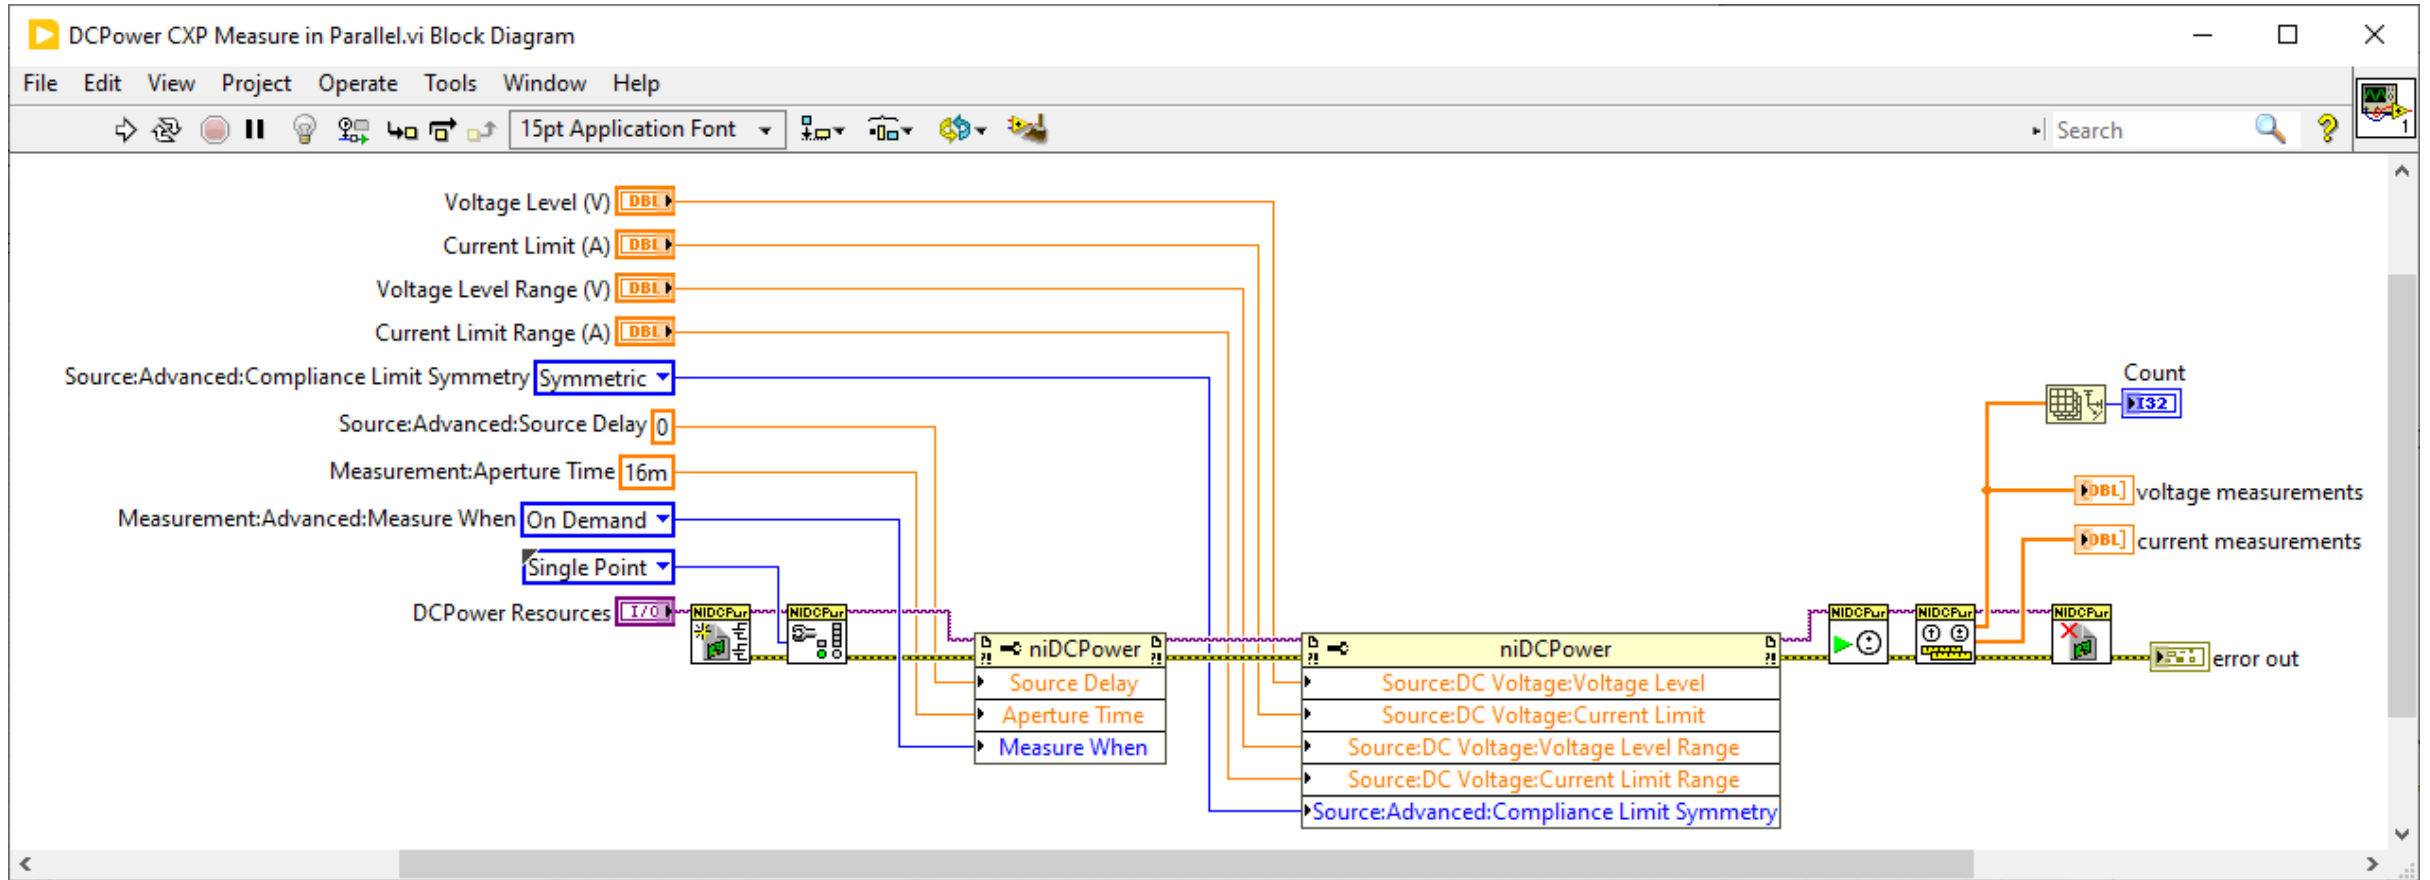 DCPower CXP Measure in Parallel.vi Block Diagram
File Edit View Project Operate Tools Window Help
15pt Application Font
Search
1
Voltage Level (V) DBL
Current Limit (A) DBL
Voltage Level Range (V) DBL
Current Limit Range (A) DBL
Source:Advanced:Compliance Limit Symmetry Symmetric
Source:Advanced:Source Delay 0
Measurement:Aperture Time 16m
Measurement:Advanced:Measure When On Demand
Single Point
DCPower Resources I/O
NIDCPwr
NIDCPwr
niDCPower
Source Delay
Aperture Time
Measure When
niDCPower
Source:DC Voltage:Voltage Level
Source:DC Voltage:Current Limit
Source:DC Voltage:Voltage Level Range
Source:DC Voltage:Current Limit Range
Source:Advanced:Compliance Limit Symmetry
NIDCPwr
NIDCPwr
NIDCPwr
Count
I32
DBL voltage measurements
DBL current measurements
error out